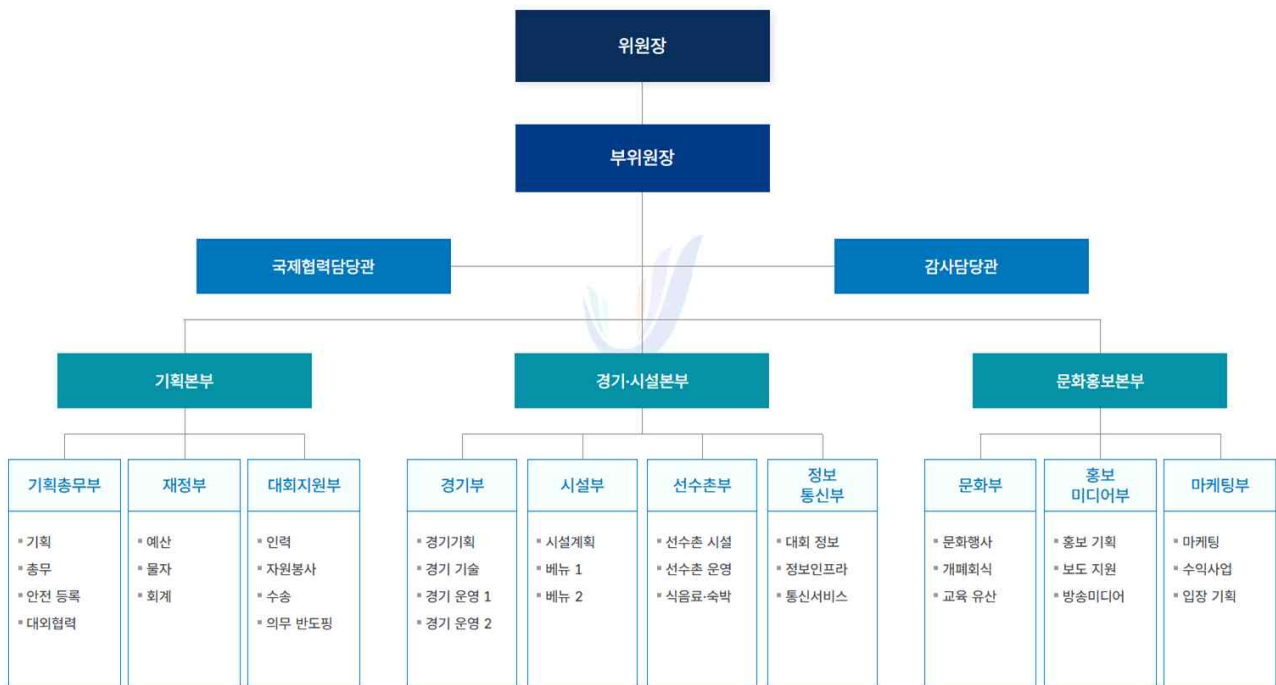 위원장
부위원장
국제협력담당관
감사담당관
기획본부
경기·시설본부
문화홍보본부
기획총무부
▪ 기획
▪ 총무
▪ 안전 등록
▪ 대외협력
재정부
▪ 예산
▪ 물자
▪ 회계
대회지원부
▪ 인력
▪ 자원봉사
▪ 수송
▪ 의무 반도핑
경기부
▪ 경기기획
▪ 경기 기술
▪ 경기 운영 1
▪ 경기 운영 2
시설부
▪ 시설계획
▪ 베뉴 1
▪ 베뉴 2
선수촌부
▪ 선수촌 시설
▪ 선수촌 운영
▪ 식음료·숙박
정보
통신부
▪ 대회 정보
▪ 정보인프라
▪ 통신서비스
문화부
▪ 문화행사
▪ 개폐회식
▪ 교육 유산
홍보
미디어부
▪ 홍보 기획
▪ 보도 지원
▪ 방송미디어
마케팅부
▪ 마케팅
▪ 수익사업
▪ 입장 기획